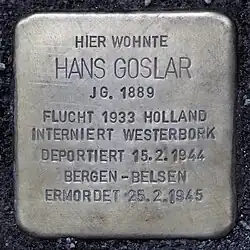 HIER WOHNTE
HANS GOSLAR
JG. 1889
FLUCHT 1933 HOLLAND
INTERNIERT WESTERBORK
DEPORTIERT 15.2.1944
BERGEN-BELSEN
ERMORDET 25.2.1945